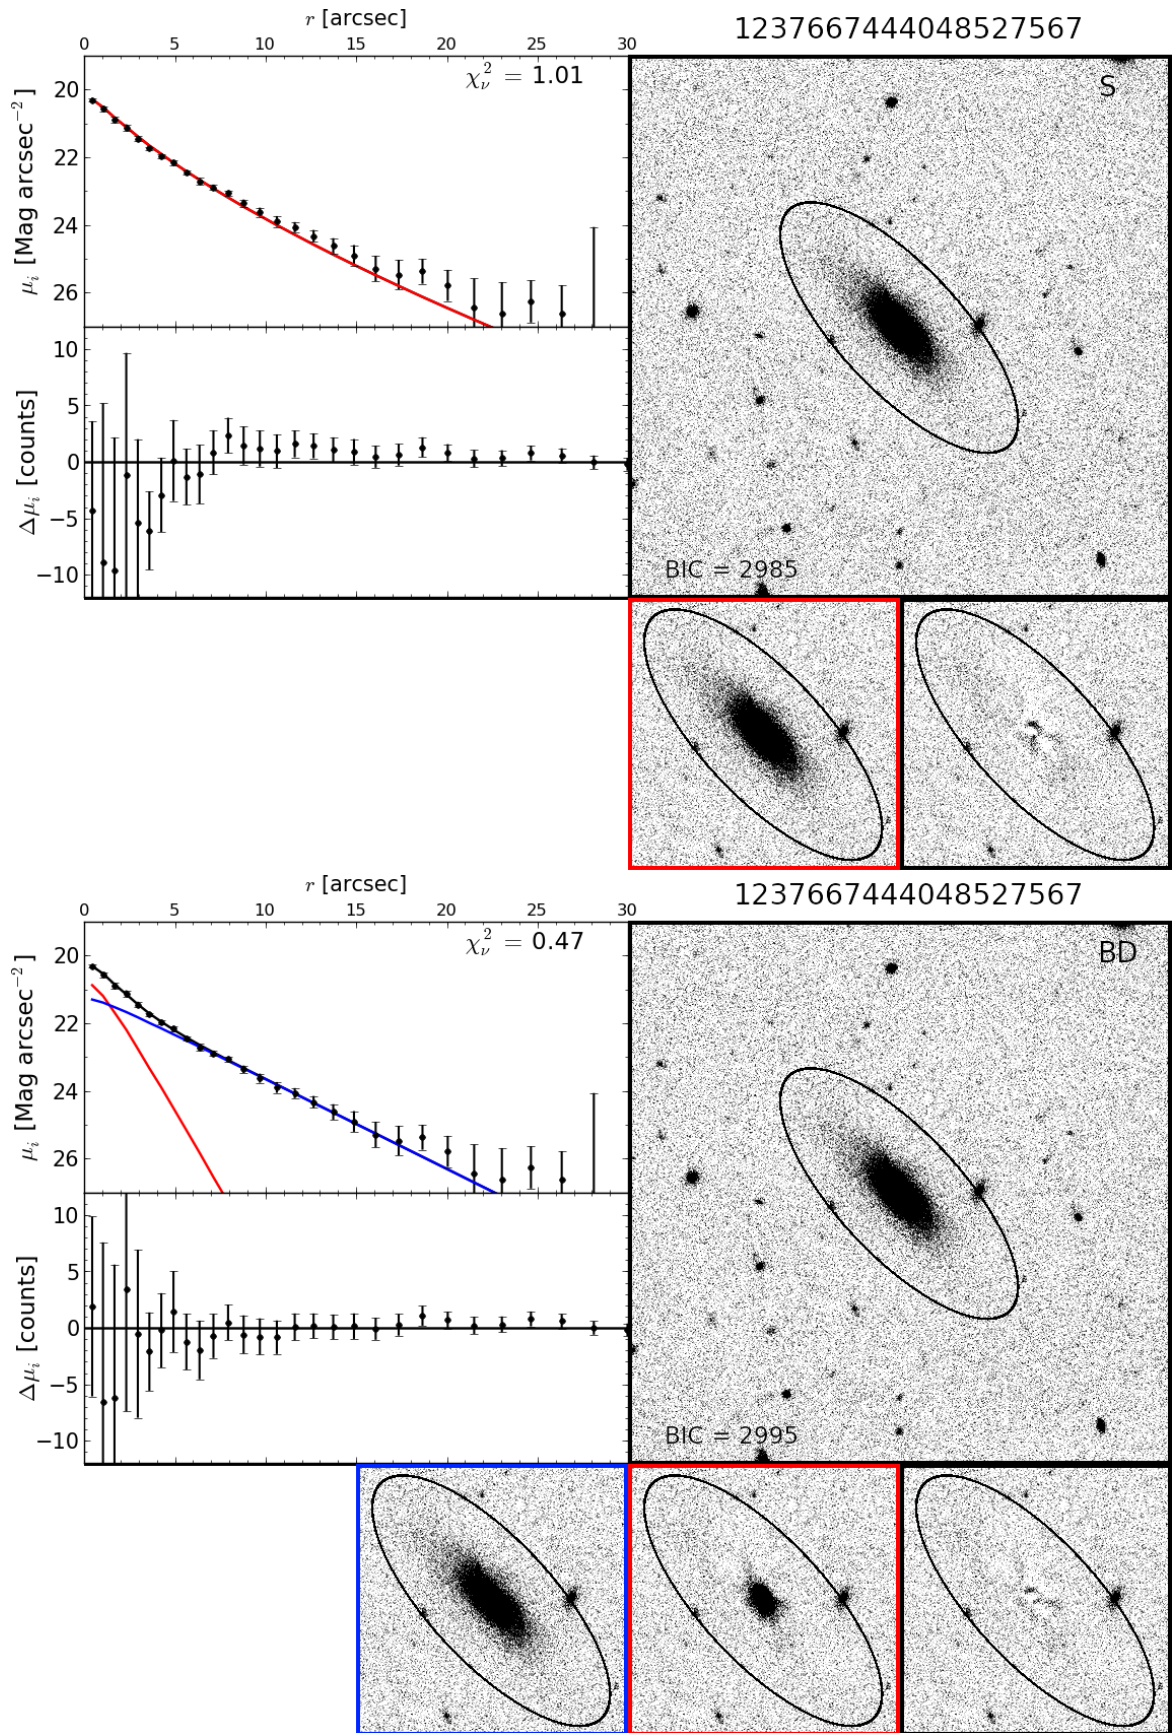 r [arcsec]
1237667444048527567
0 5 10 15 20 25 30
χ²ᵥ = 1.01
S
20
22
24
26
μᵢ [Mag arcsec⁻²]
10
5
0
−5
−10
Δμᵢ [counts]
BIC = 2985
r [arcsec]
1237667444048527567
0 5 10 15 20 25 30
χ²ᵥ = 0.47
BD
20
22
24
26
μᵢ [Mag arcsec⁻²]
10
5
0
−5
−10
Δμᵢ [counts]
BIC = 2995